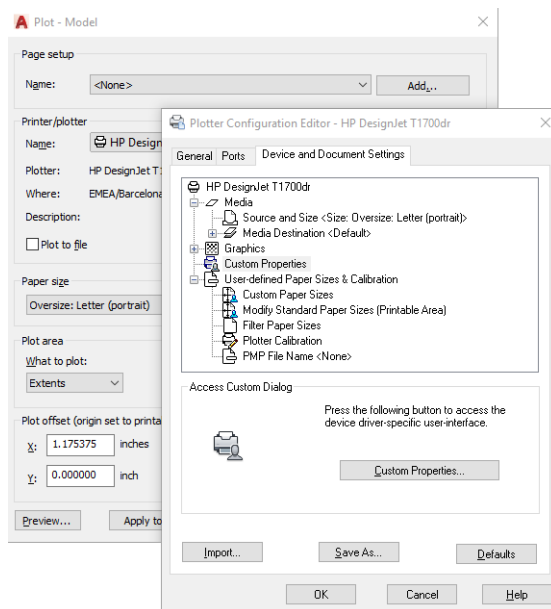 Plot - Model
Page setup
Name:
<None>
Add...
Printer/plotter
Name:
HP Design
Plotter:
HP DesignJet T1
Where:
EMEA/Barcelona
Description:
Plot to file
Paper size
Oversize: Letter (portrait)
Plot area
What to plot:
Extents
Plot offset (origin set to printa
X:
1.175375
inches
Y:
0.000000
inch
Preview...
Apply to
Plotter Configuration Editor - HP DesignJet T1700dr
General
Ports
Device and Document Settings
HP DesignJet T1700dr
Media
Source and Size <Size: Oversize: Letter (portrait)>
Media Destination <Default>
Graphics
Custom Properties
User-defined Paper Sizes & Calibration
Custom Paper Sizes
Modify Standard Paper Sizes (Printable Area)
Filter Paper Sizes
Plotter Calibration
PMP File Name <None>
Access Custom Dialog
Press the following button to access the
device driver-specific user-interface.
Custom Properties...
Import...
Save As...
Defaults
OK
Cancel
Help